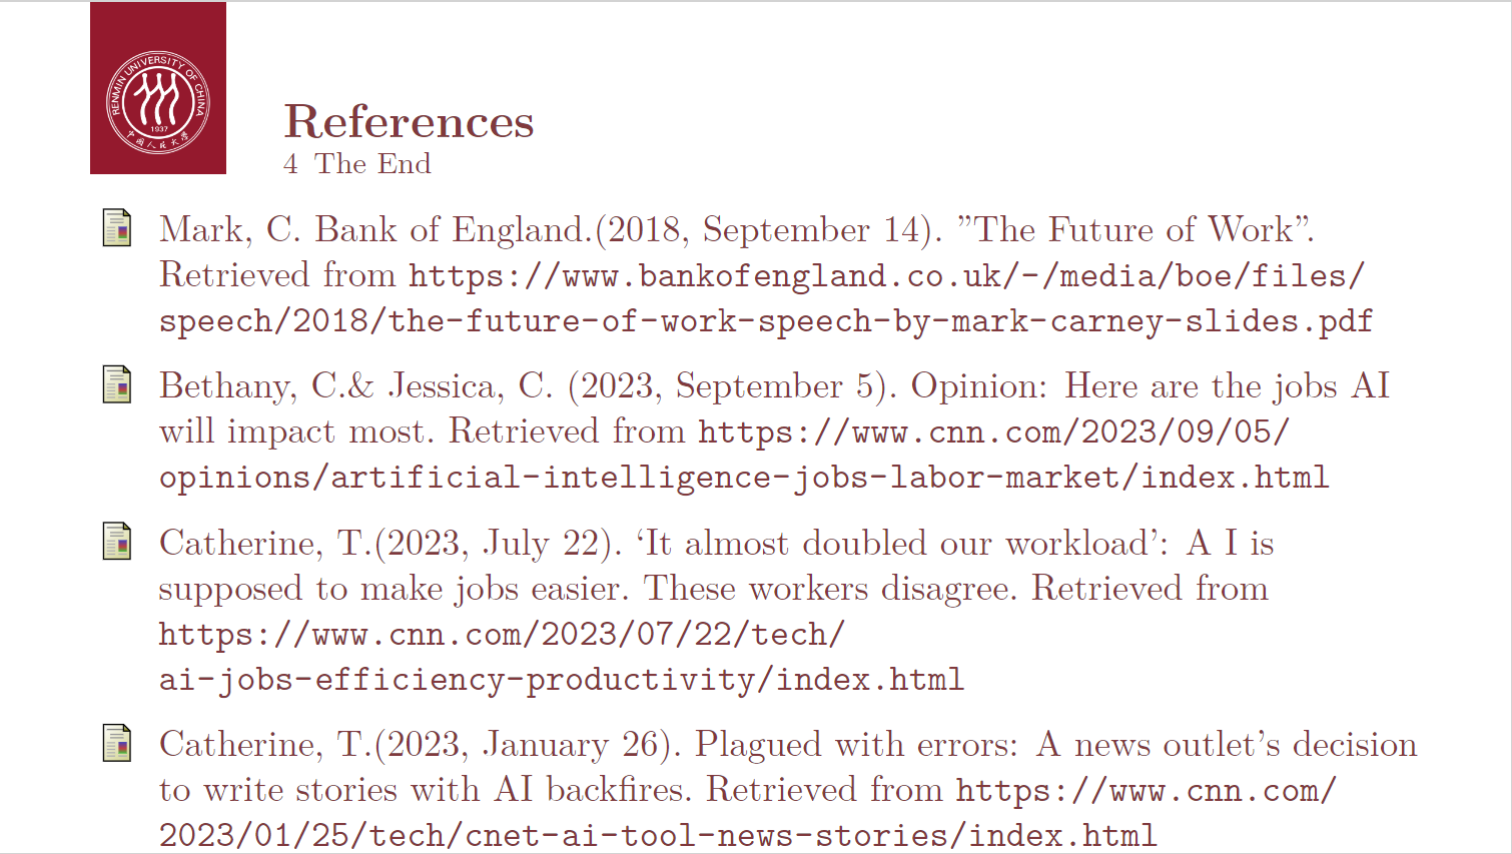 RENMIN UNIVERSITY OF CHINA
1937
中国人民大学
References
4 The End
Mark, C. Bank of England.(2018, September 14). ”The Future of Work”.
Retrieved from https://www.bankofengland.co.uk/-/media/boe/files/
speech/2018/the-future-of-work-speech-by-mark-carney-slides.pdf
Bethany, C.& Jessica, C. (2023, September 5). Opinion: Here are the jobs AI
will impact most. Retrieved from https://www.cnn.com/2023/09/05/
opinions/artificial-intelligence-jobs-labor-market/index.html
Catherine, T.(2023, July 22). ‘It almost doubled our workload’: A I is
supposed to make jobs easier. These workers disagree. Retrieved from
https://www.cnn.com/2023/07/22/tech/
ai-jobs-efficiency-productivity/index.html
Catherine, T.(2023, January 26). Plagued with errors: A news outlet’s decision
to write stories with AI backfires. Retrieved from https://www.cnn.com/
2023/01/25/tech/cnet-ai-tool-news-stories/index.html